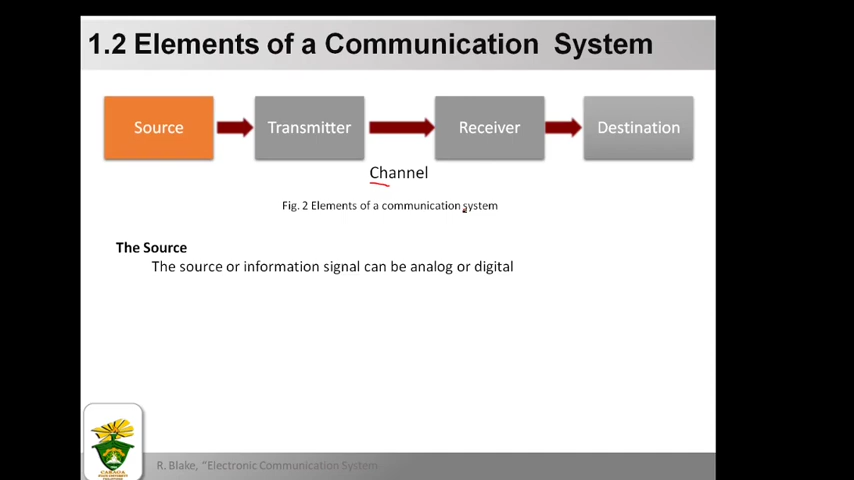 1.2 Elements of a Communication System
Source
Transmitter
Receiver
Destination
Channel
Fig. 2 Elements of a communication system
The Source
The source or information signal can be analog or digital
CARAGA
R. Blake, “Electronic Communication System